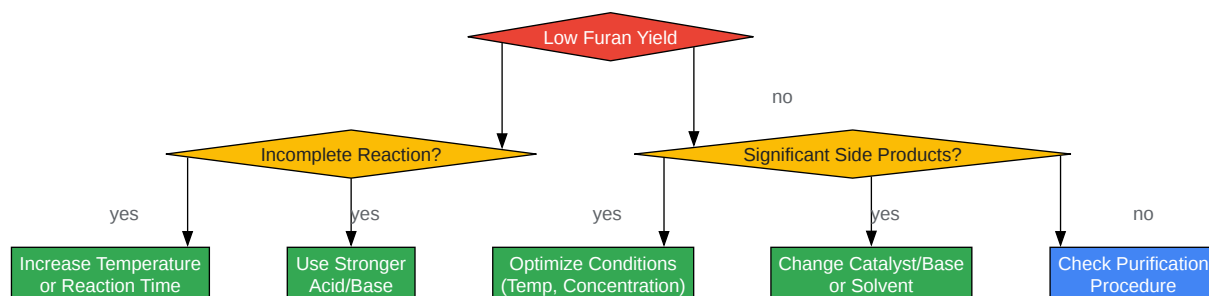 Low Furan Yield
no
Incomplete Reaction?
Significant Side Products?
yes
yes
yes
yes
no
Increase Temperature
or Reaction Time
Use Stronger
Acid/Base
Optimize Conditions
(Temp, Concentration)
Change Catalyst/Base
or Solvent
Check Purification
Procedure